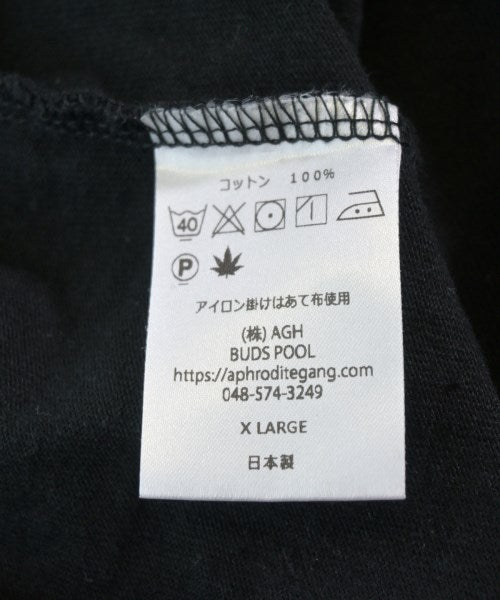 コットン 100%
40
P
アイロン掛けはあて布使用
(株) AGH
BUDS POOL
https://aphroditegang.com
048-574-3249
X LARGE
日本製